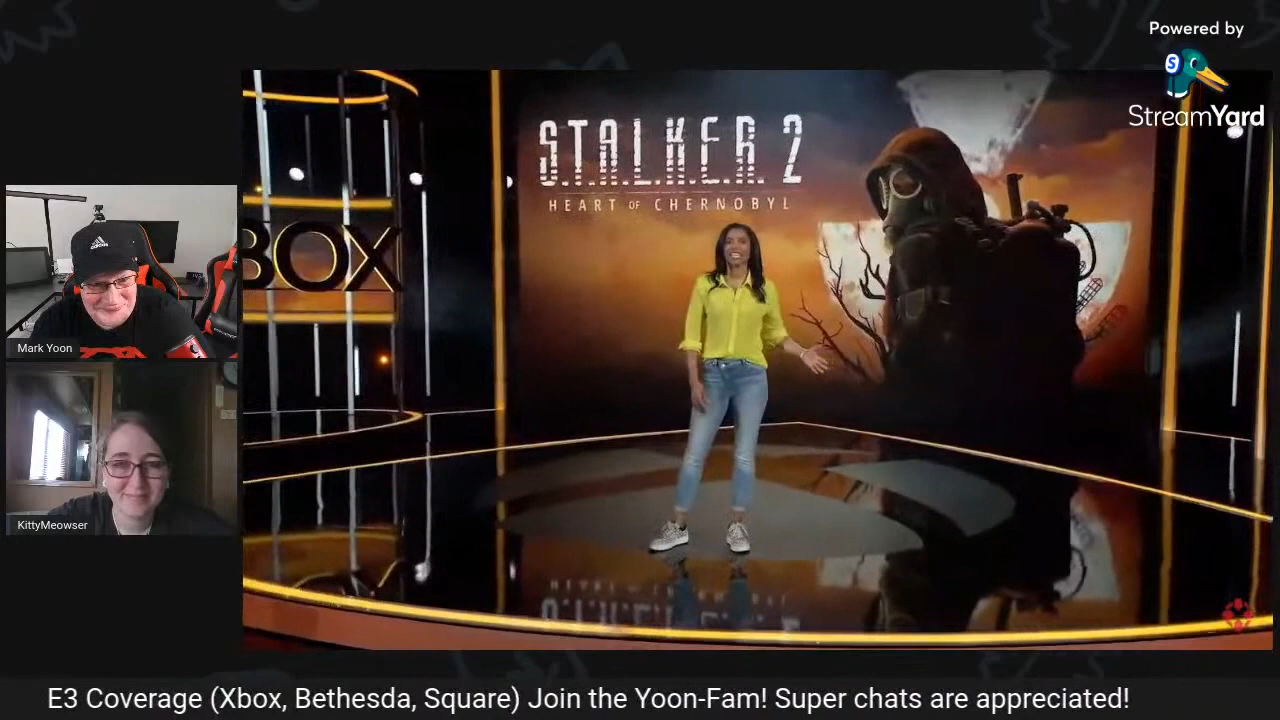 Powered by
StreamYard
S.T.A.L.K.E.R. 2
HEART OF CHERNOBYL
BOX
Mark Yoon
KittyMeowser
E3 Coverage (Xbox, Bethesda, Square) Join the Yoon-Fam! Super chats are appreciated!